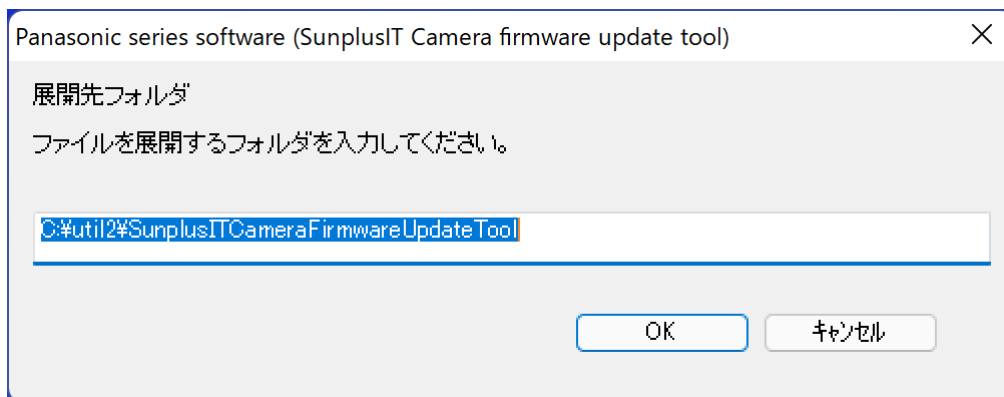 Panasonic series software (SunplusIT Camera firmware update tool)
展開先フォルダ
ファイルを展開するフォルダを入力してください。
C:¥util2¥SunplusITCameraFirmwareUpdateTool
OK
キャンセル